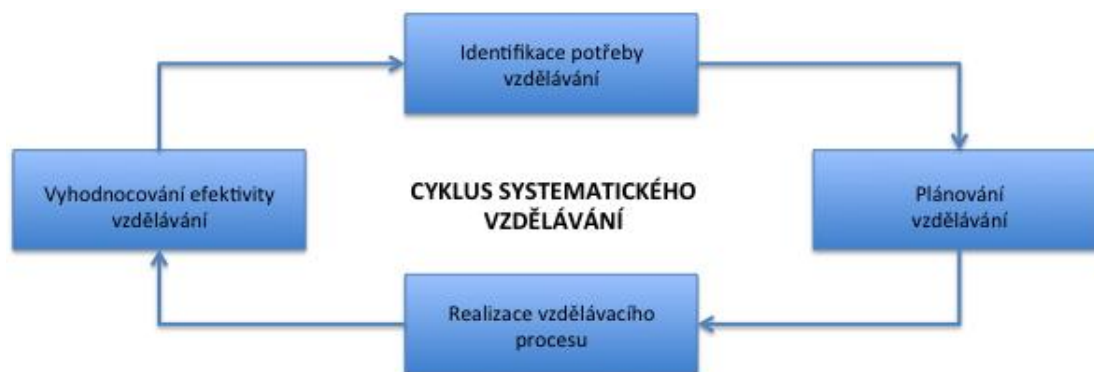 Identifikace potřeby
vzdělávání
Vyhodnocování efektivity
vzdělávání
CYKLUS SYSTEMATICKÉHO
VZDĚLÁVÁNÍ
Plánování
vzdělávání
Realizace vzdělávacího
procesu